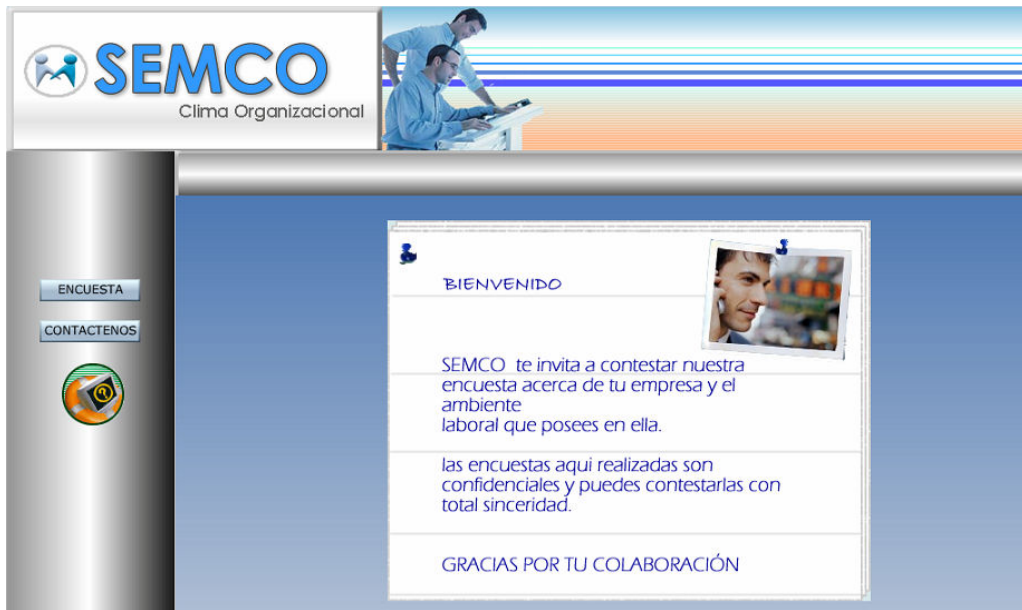 SEMCO
Clima Organizacional
ENCUESTA
CONTACTENOS
BIENVENIDO
SEMCO te invita a contestar nuestra
encuesta acerca de tu empresa y el
ambiente
laboral que posees en ella.
las encuestas aqui realizadas son
confidenciales y puedes contestarlas con
total sinceridad.
GRACIAS POR TU COLABORACIÓN